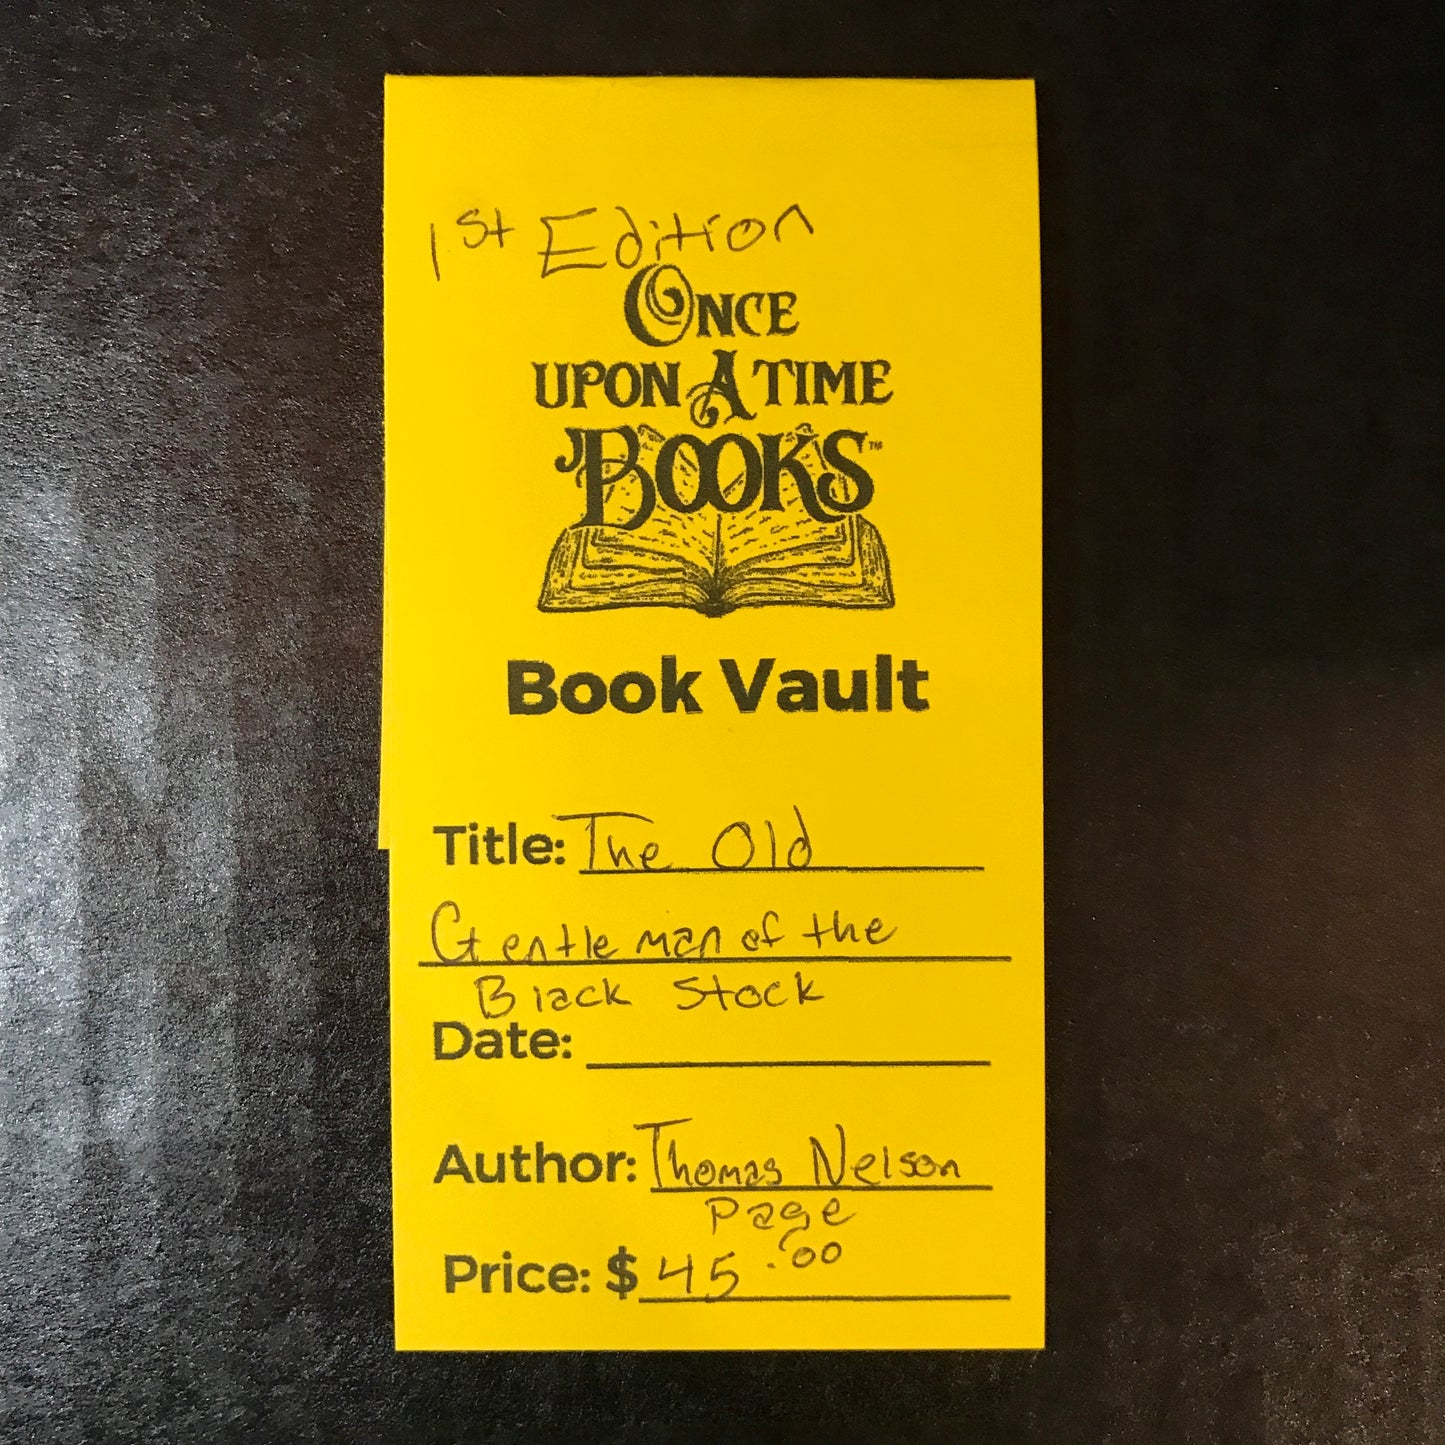 1st Edition
ONCE
UPON A TIME
BOOKS™
Book Vault
Title: The Old
Gentleman of the
Black Stock
Date:
Author: Thomas Nelson
Page
Price: $ 45.00